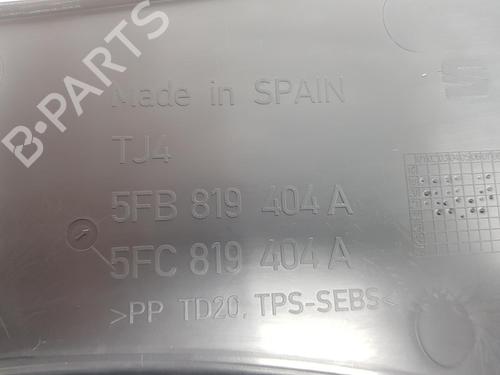 B-PARTS
Made in SPAIN
TJ4
5FB 819 404 A
5FC 819 404 A
>PP TD20, TPS-SEBS<